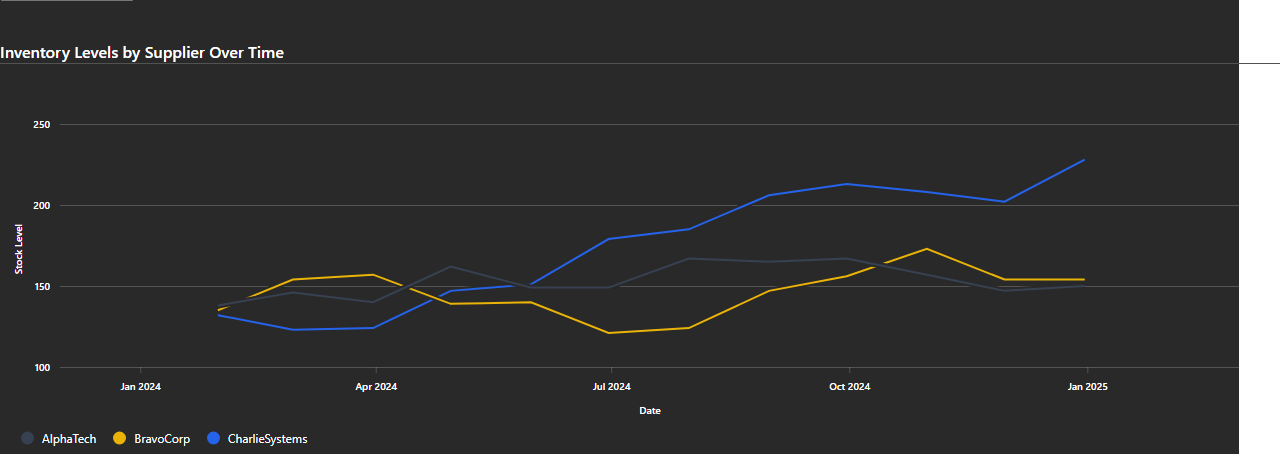 Inventory Levels by Supplier Over Time
250
200
150
100
Stock Level
Jan 2024 Apr 2024 Jul 2024 Oct 2024 Jan 2025
Date
AlphaTech BravoCorp CharlieSystems